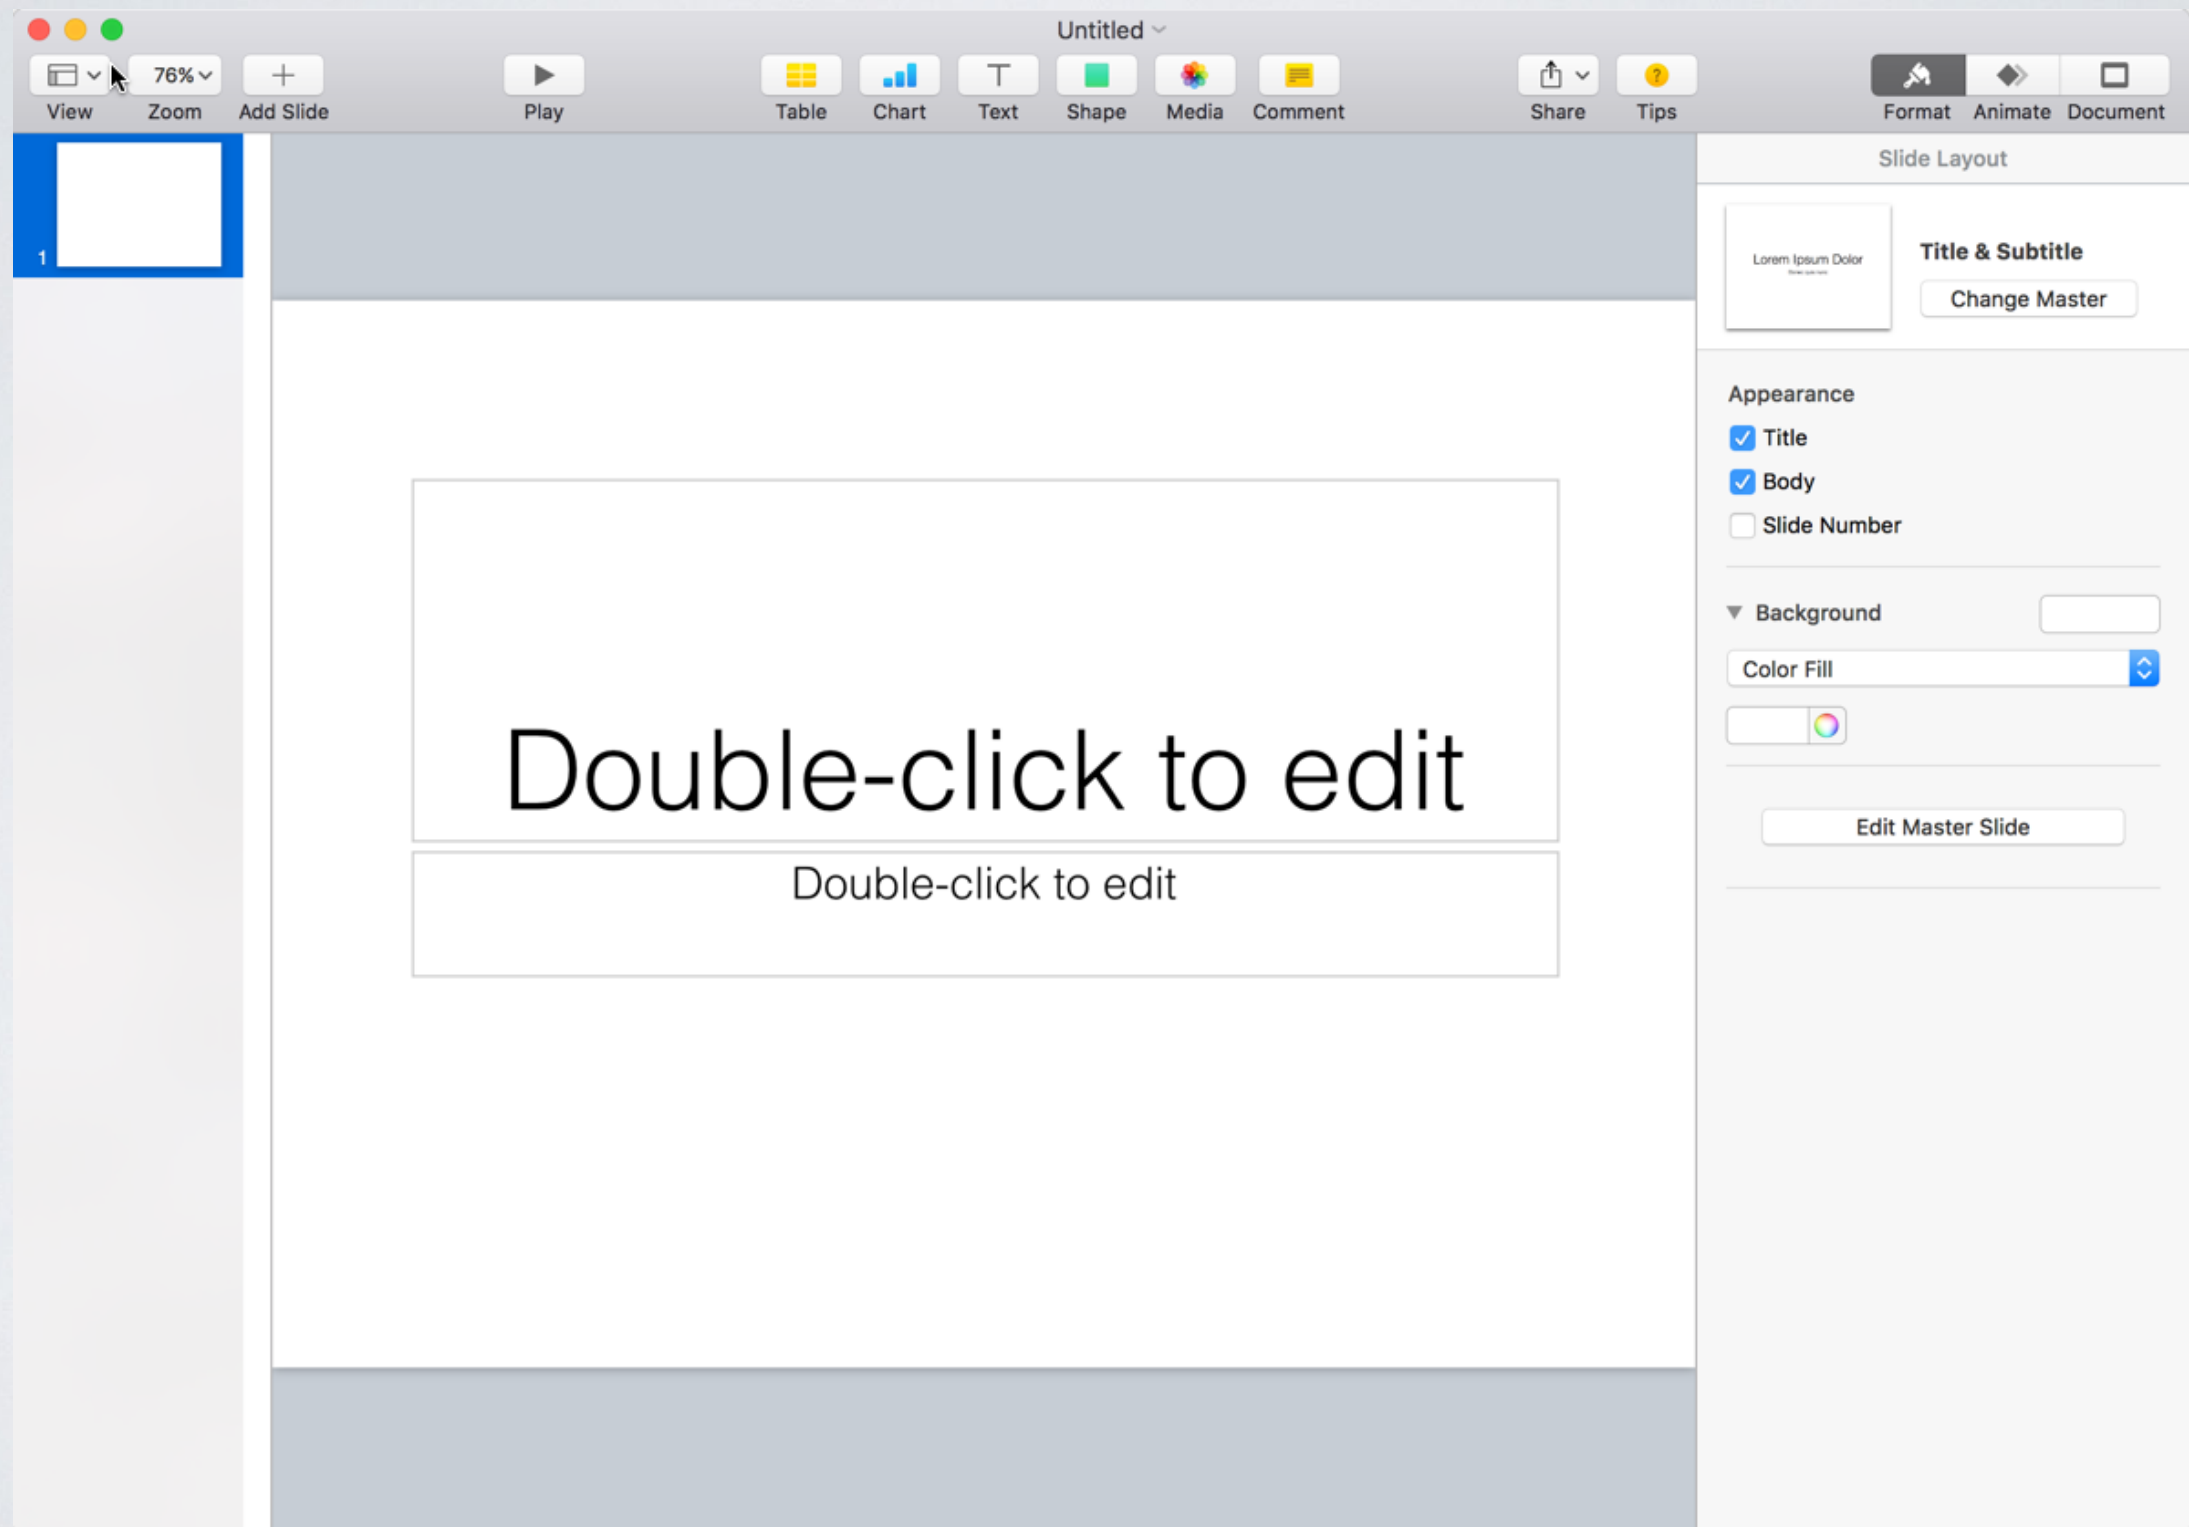 Untitled
76%
View Zoom Add Slide Play Table Chart Text Shape Media Comment Share Tips Format Animate Document
1
Slide Layout
Lorem Ipsum Dolor
Title & Subtitle
Change Master
Appearance
Title
Body
Slide Number
Background
Color Fill
Edit Master Slide
Double-click to edit
Double-click to edit